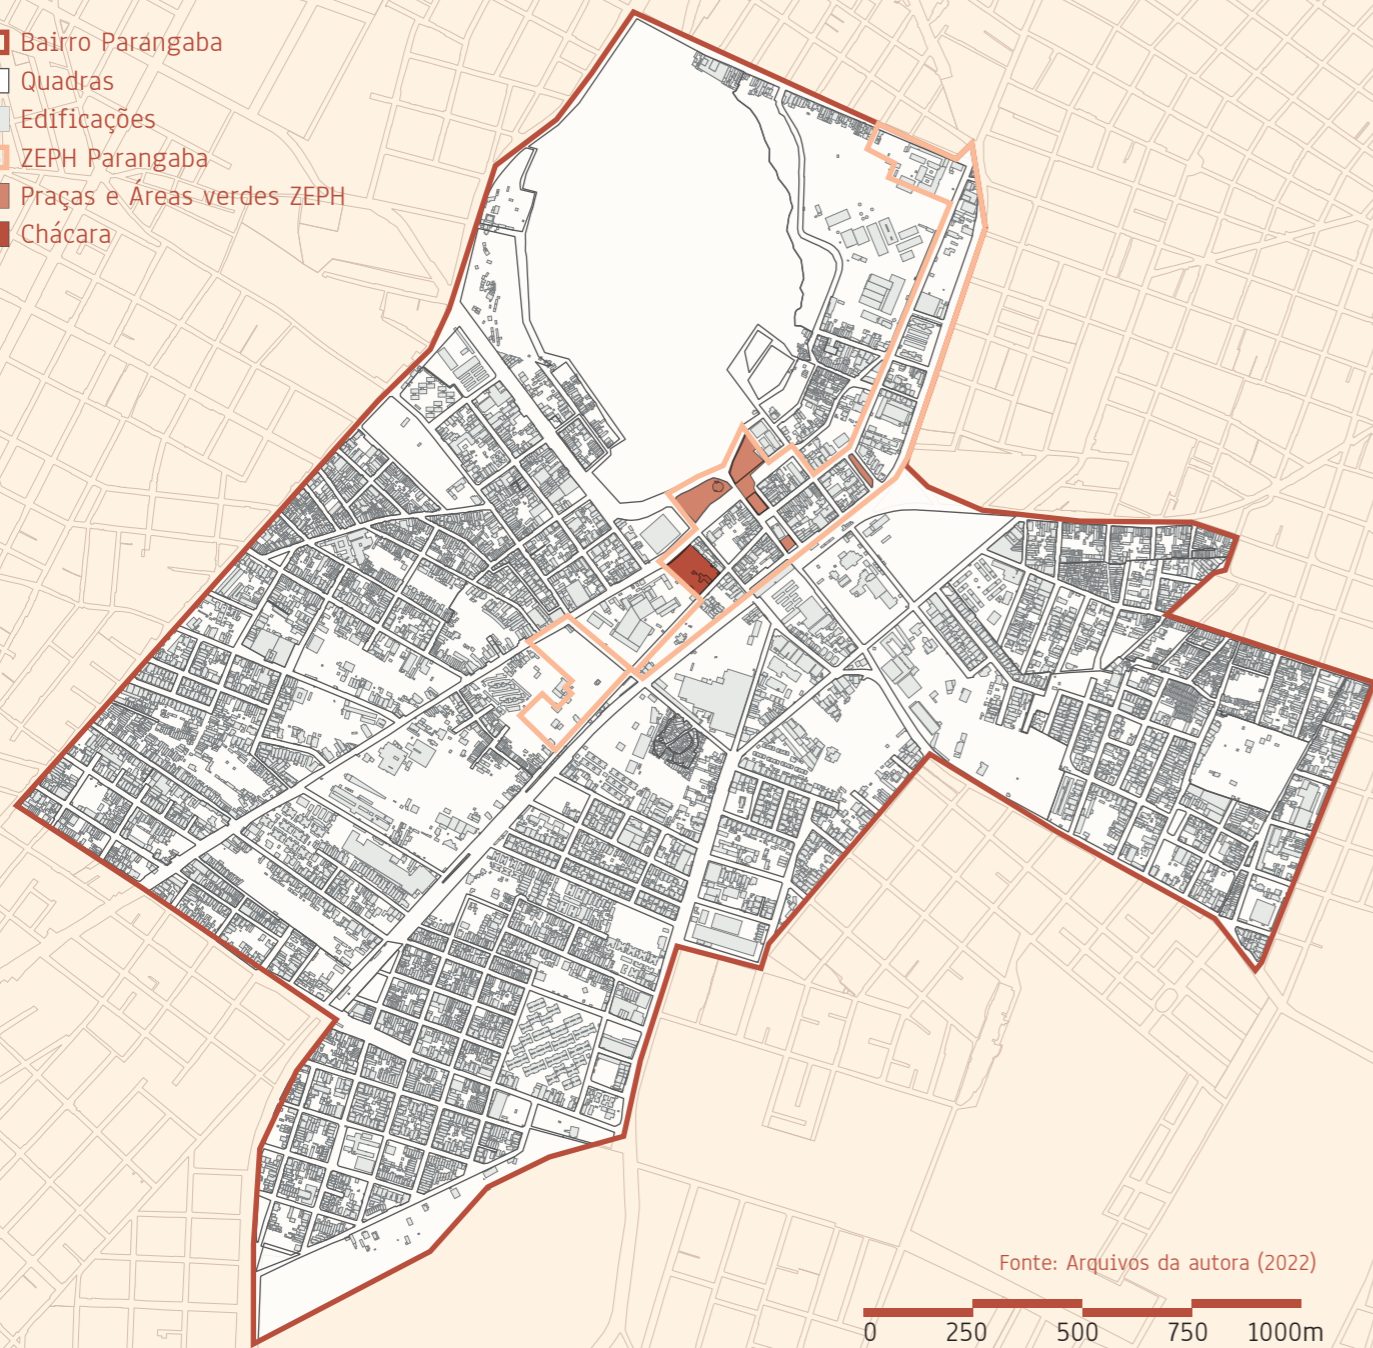 Bairro Parangaba
Quadras
Edificações
ZEPH Parangaba
Praças e Áreas verdes ZEPH
Chácara
Fonte: Arquivos da autora (2022)
0 250 500 750 1000m